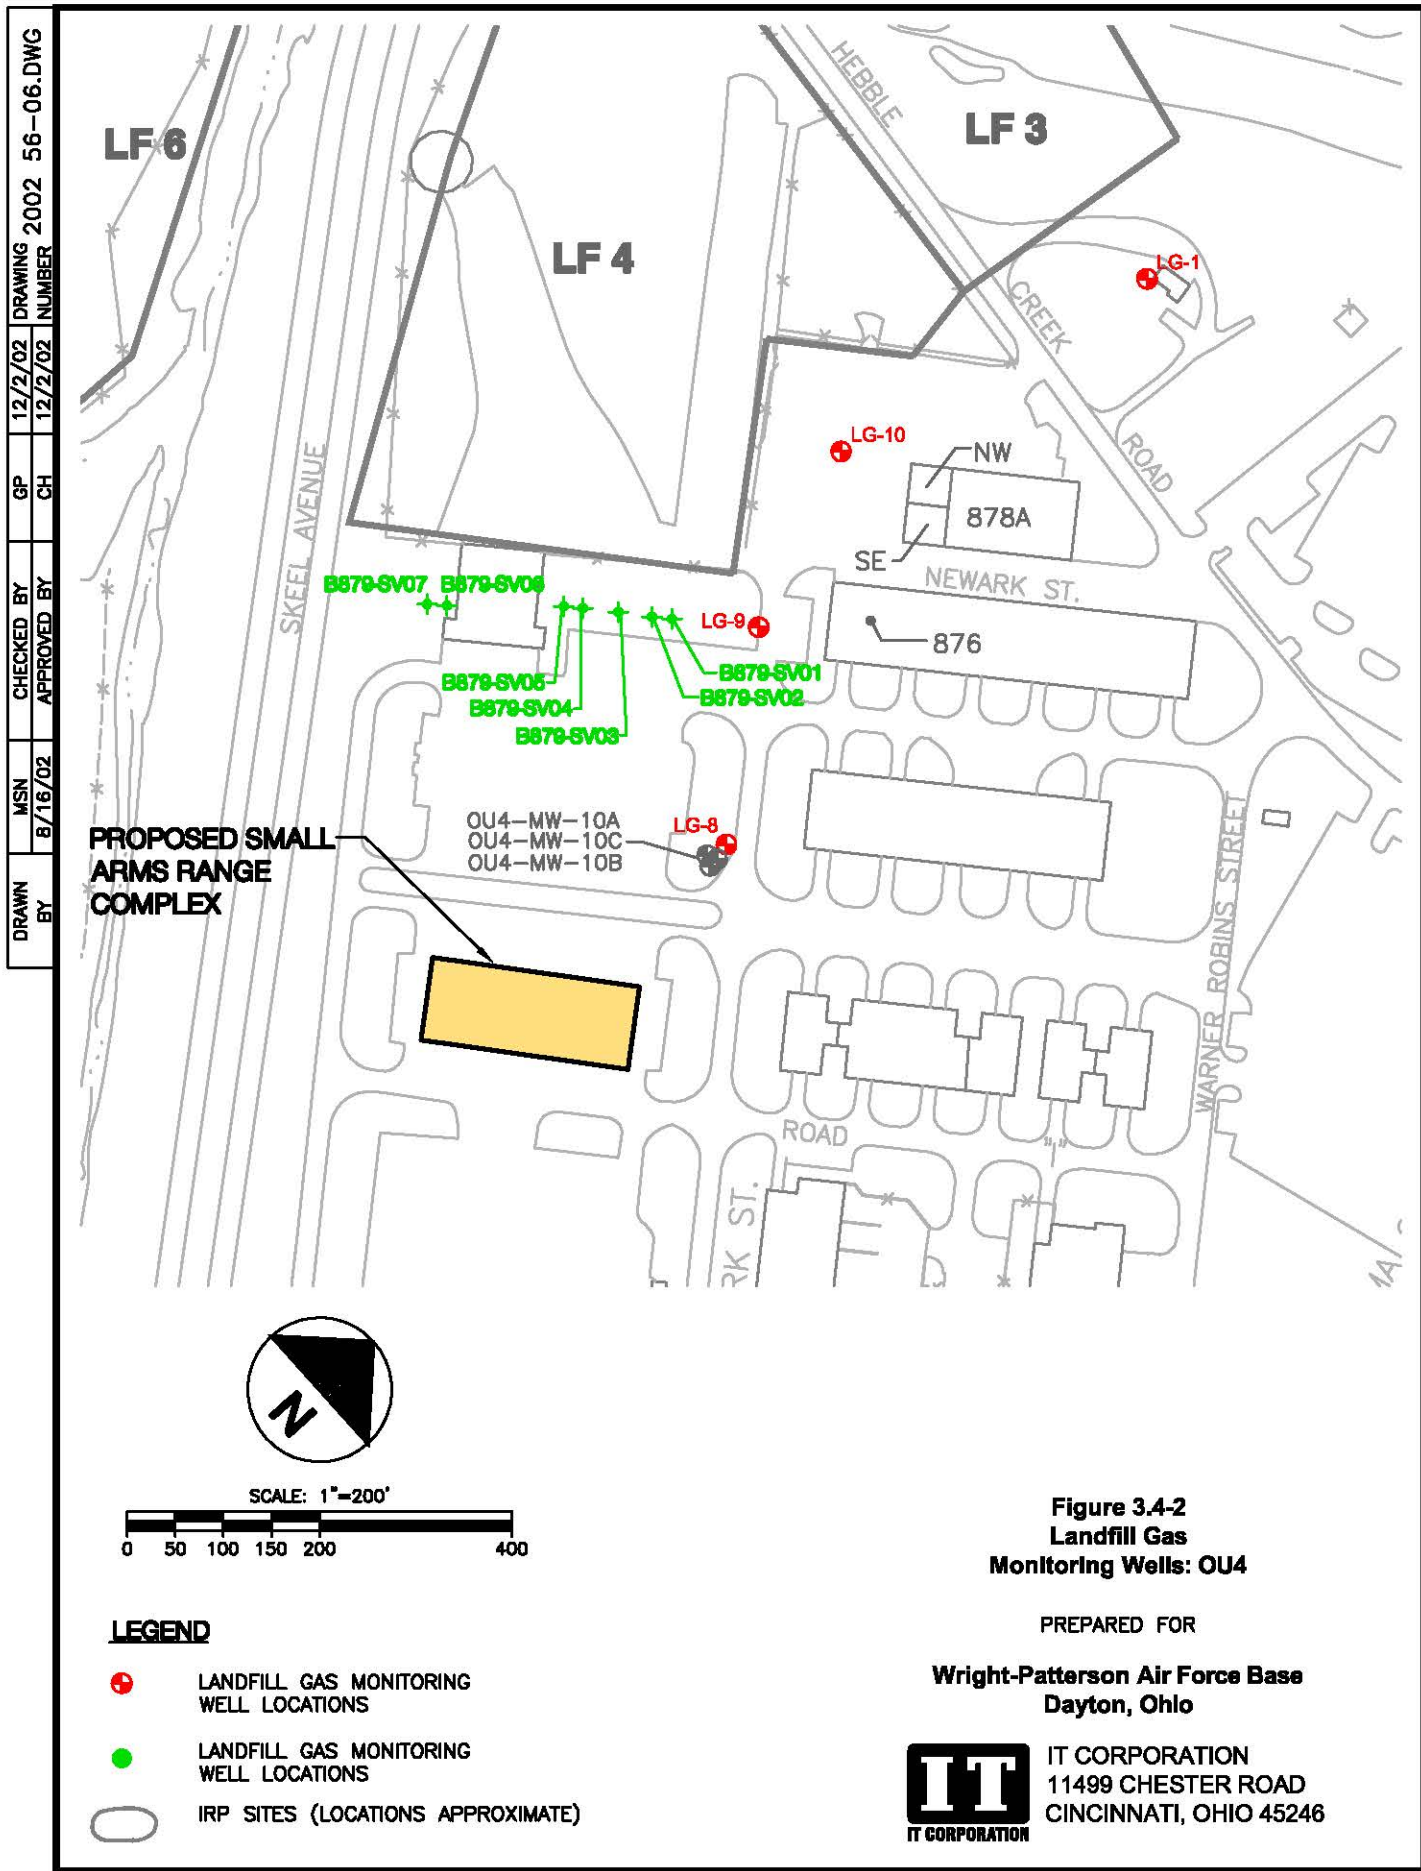 DRAWN BY
MSN
8/16/02
CHECKED BY
APPROVED BY
GP
CH
12/2/02
12/2/02
DRAWING NUMBER
2002 56-06.DWG
LF 6
LF 4
LF 3
HEBBLE
CREEK
ROAD
LG-1
LG-10
NW
878A
SE
NEWARK ST.
SKEEL AVENUE
B879-SV07
B879-SV06
LG-9
876
B879-SV01
B879-SV05
B879-SV02
B879-SV04
B879-SV03
OU4-MW-10A
OU4-MW-10C
OU4-MW-10B
LG-8
PROPOSED SMALL
ARMS RANGE
COMPLEX
WARNER ROBINS STREET
ROAD
RK ST.
N
SCALE: 1"=200'
0 50 100 150 200 400
Figure 3.4-2
Landfill Gas
Monitoring Wells: OU4
PREPARED FOR
Wright-Patterson Air Force Base
Dayton, Ohio
LEGEND
LANDFILL GAS MONITORING
WELL LOCATIONS
LANDFILL GAS MONITORING
WELL LOCATIONS
IRP SITES (LOCATIONS APPROXIMATE)
IT
IT CORPORATION
IT CORPORATION
11499 CHESTER ROAD
CINCINNATI, OHIO 45246